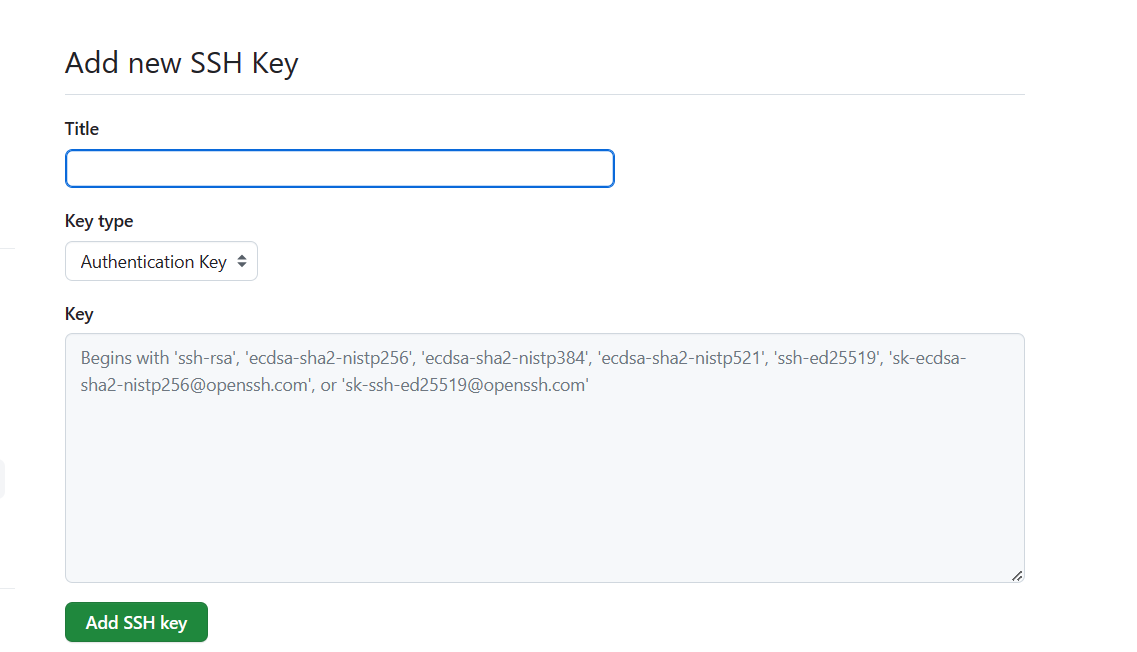 Add new SSH Key
Title
Key type
Authentication Key
Key
Begins with 'ssh-rsa', 'ecdsa-sha2-nistp256', 'ecdsa-sha2-nistp384', 'ecdsa-sha2-nistp521', 'ssh-ed25519', 'sk-ecdsa-
sha2-nistp256@openssh.com', or 'sk-ssh-ed25519@openssh.com'
Add SSH key